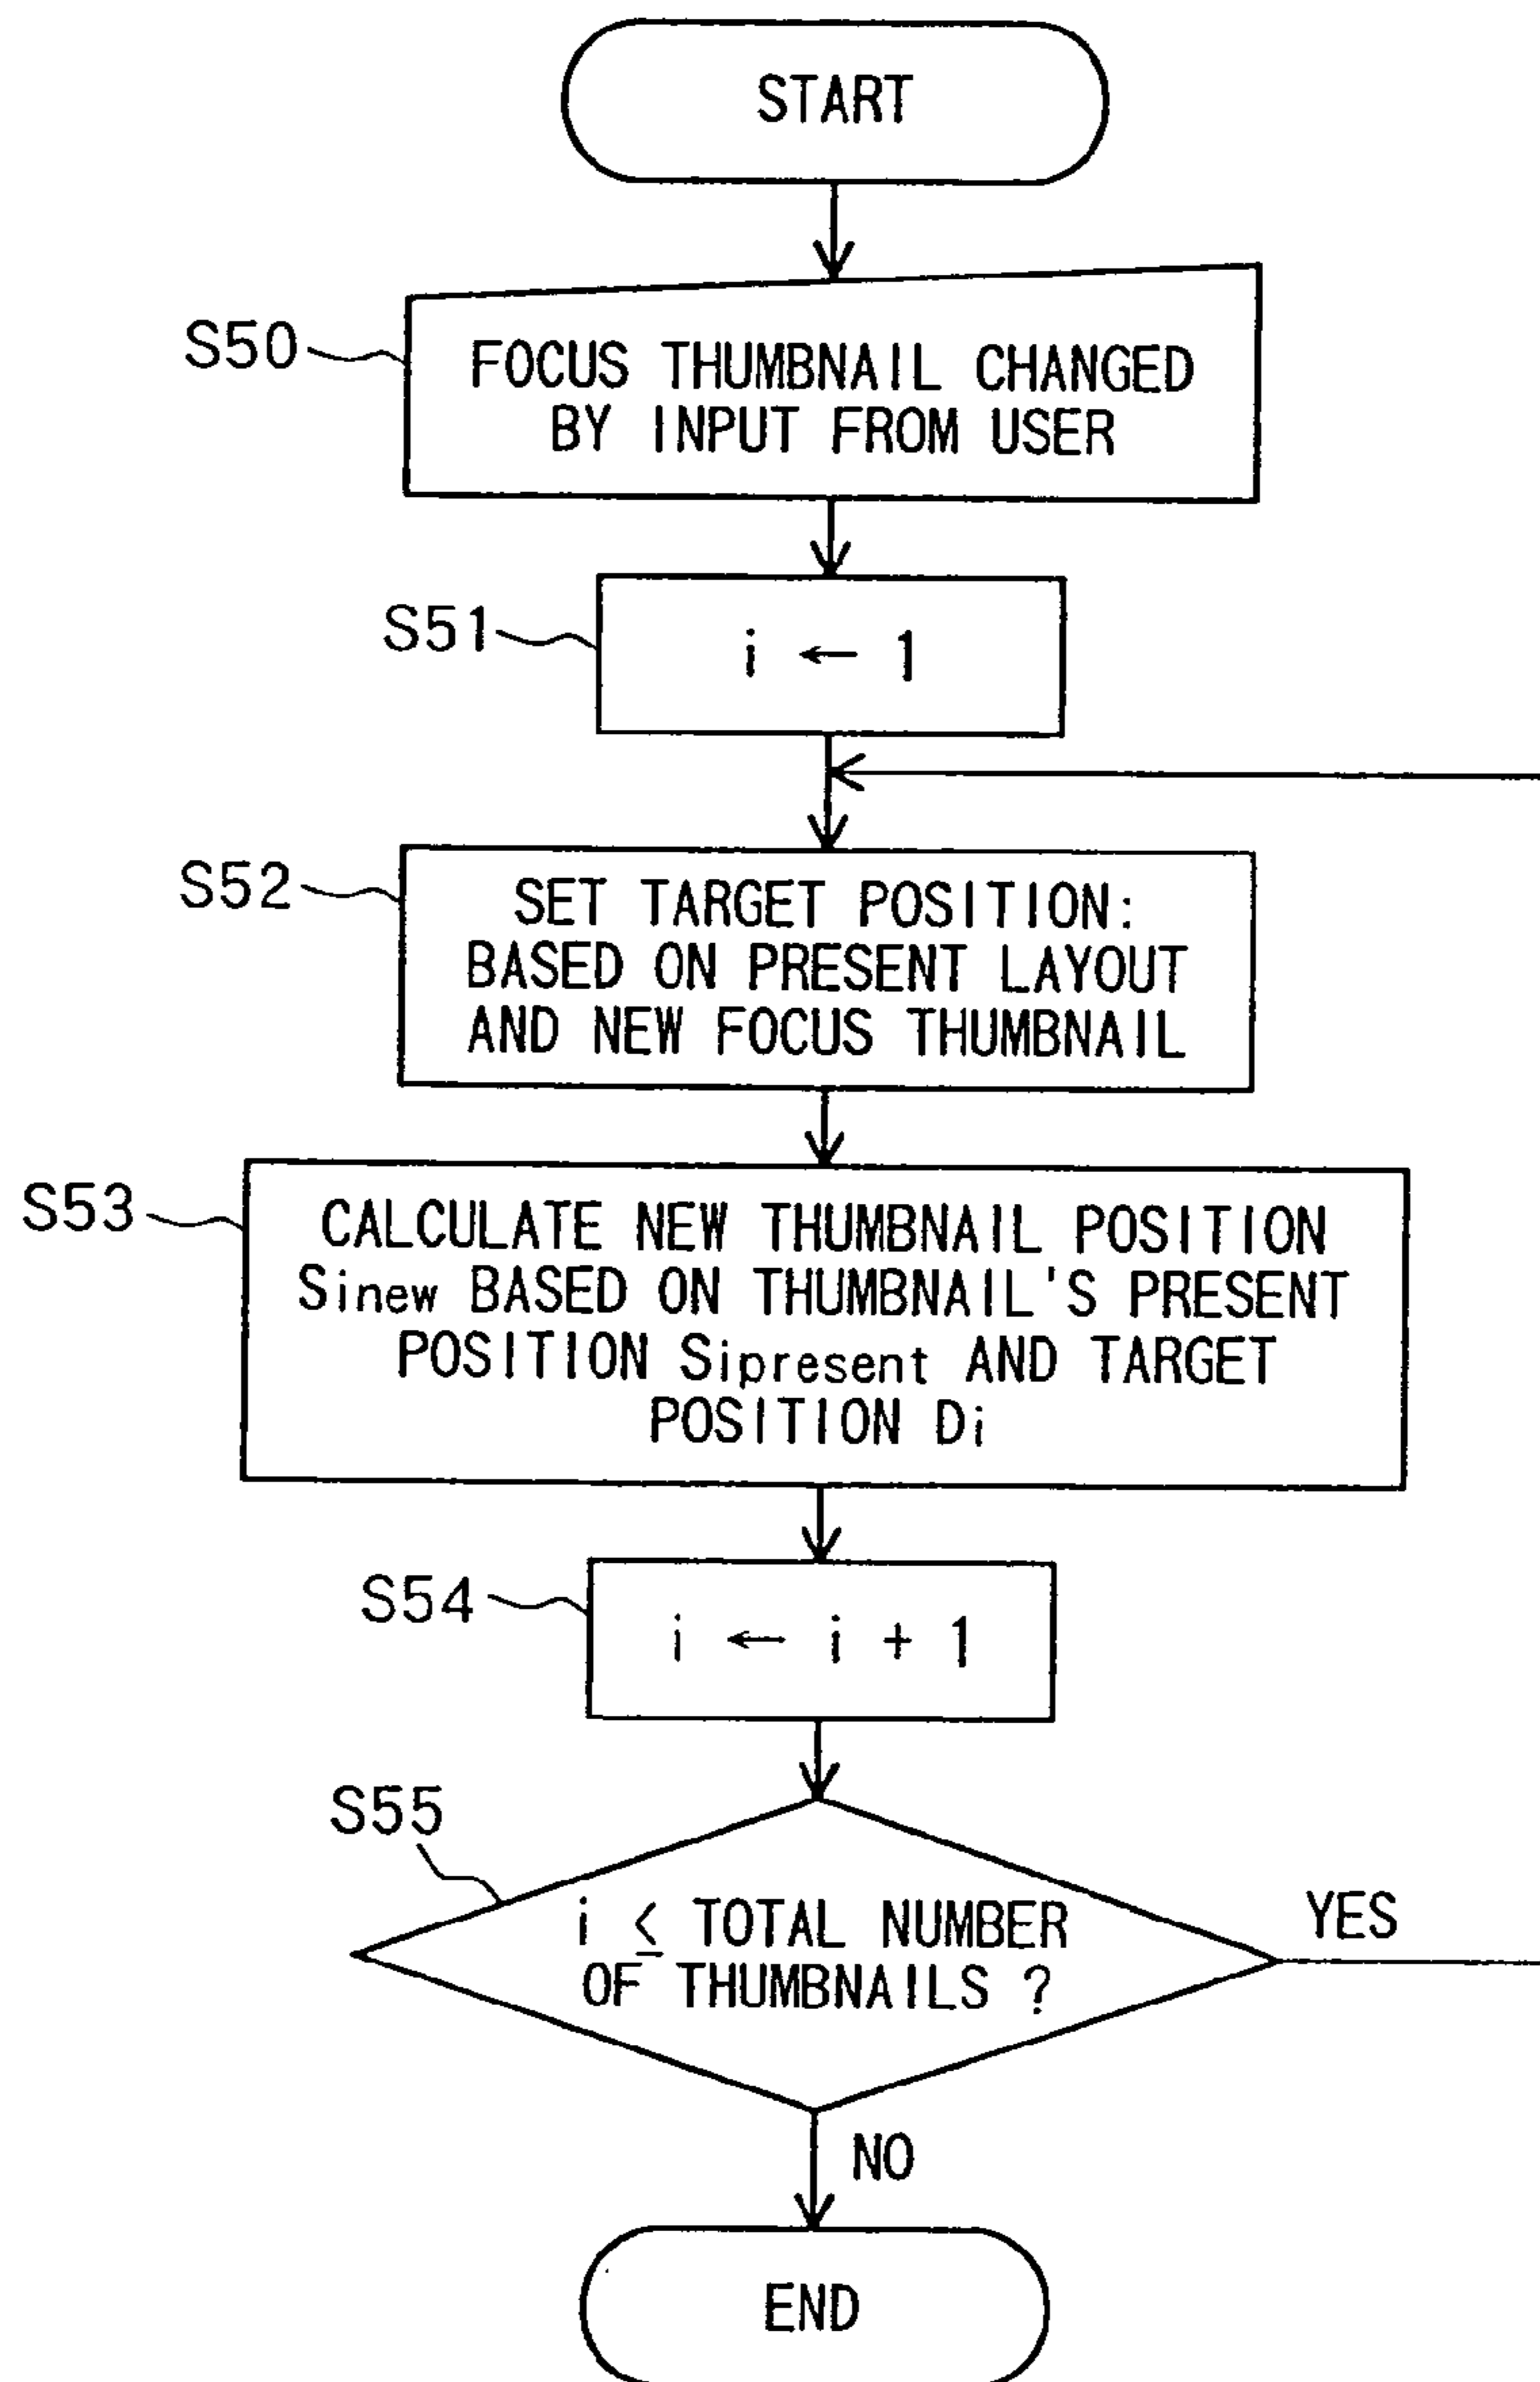 START
S50
FOCUS THUMBNAIL CHANGED
BY INPUT FROM USER
S51
i ← 1
S52
SET TARGET POSITION:
BASED ON PRESENT LAYOUT
AND NEW FOCUS THUMBNAIL
S53
CALCULATE NEW THUMBNAIL POSITION
Sinew BASED ON THUMBNAIL'S PRESENT
POSITION Sipresent AND TARGET
POSITION Di
S54
i ← i + 1
S55
i ≤ TOTAL NUMBER
OF THUMBNAILS ?
YES
NO
END